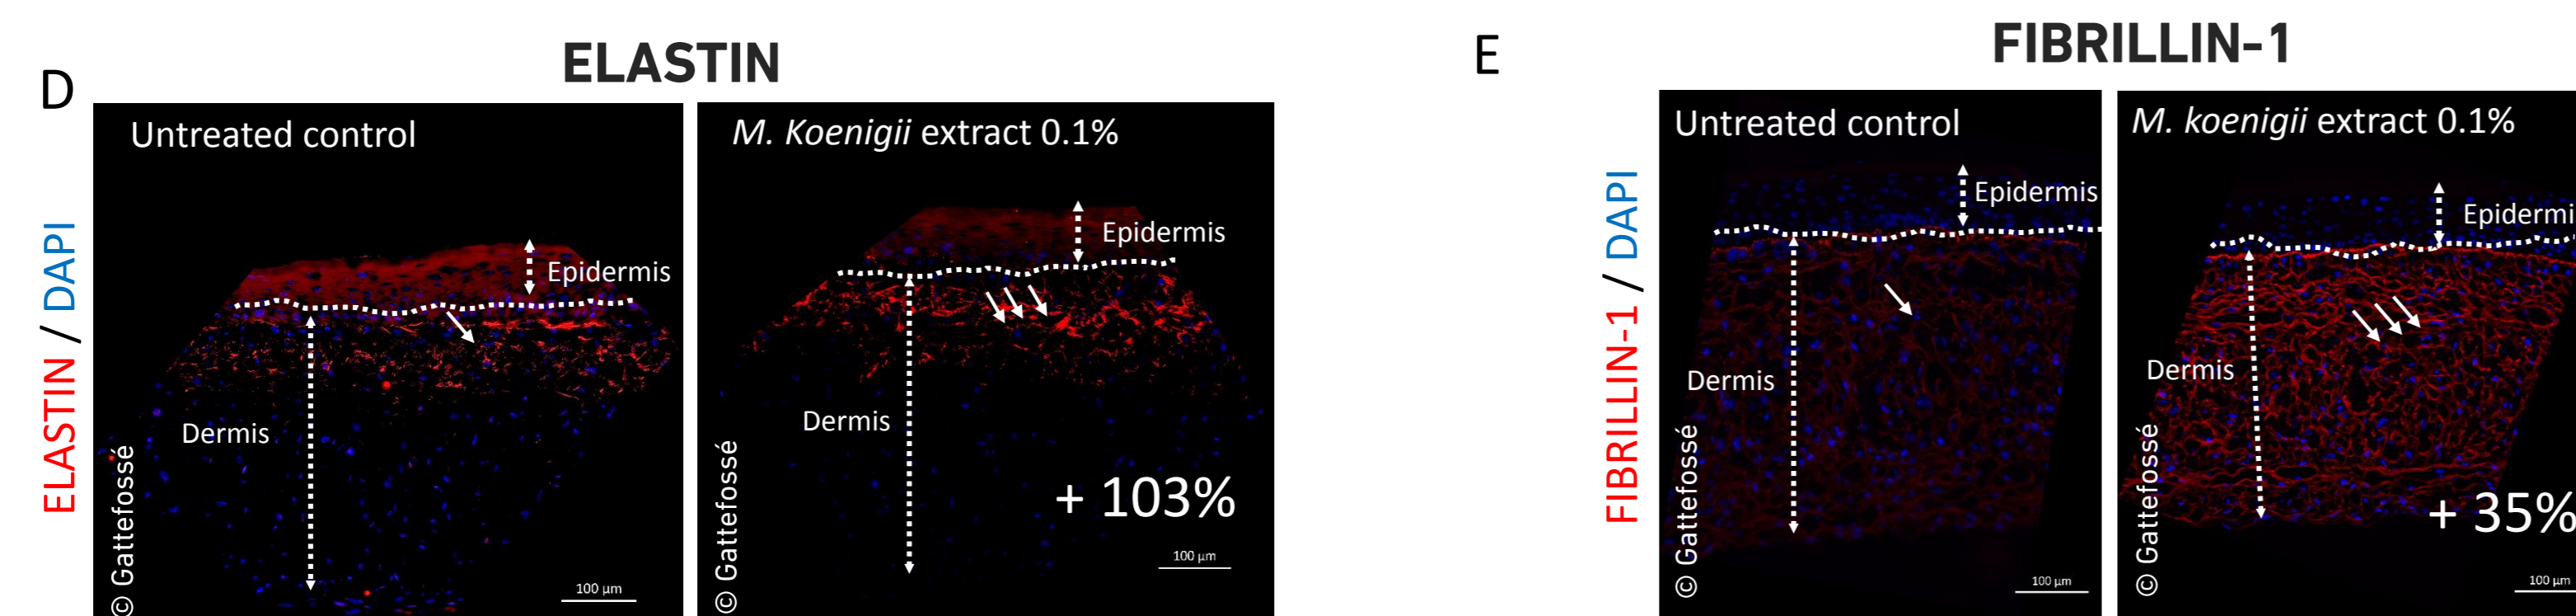 D
ELASTIN
ELASTIN / DAPI
Untreated control
Epidermis
Dermis
© Gattefossé
100 µm
M. Koenigii extract 0.1%
Epidermis
Dermis
+ 103%
© Gattefossé
100 µm
E
FIBRILLIN-1
FIBRILLIN-1 / DAPI
Untreated control
Epidermis
Dermis
© Gattefossé
100 µm
M. koenigii extract 0.1%
Epidermi
Dermis
+ 35%
© Gattefossé
100 µm